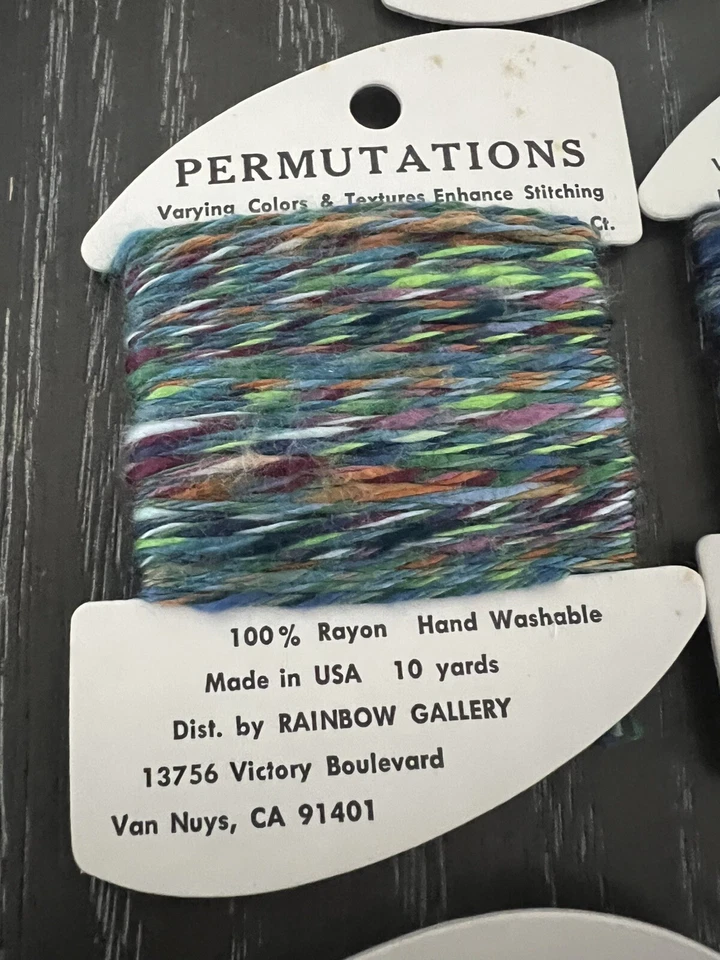 PERMUTATIONS
Varying Colors & Textures Enhance Stitching
Ct.
100% Rayon Hand Washable
Made in USA 10 yards
Dist. by RAINBOW GALLERY
13756 Victory Boulevard
Van Nuys, CA 91401